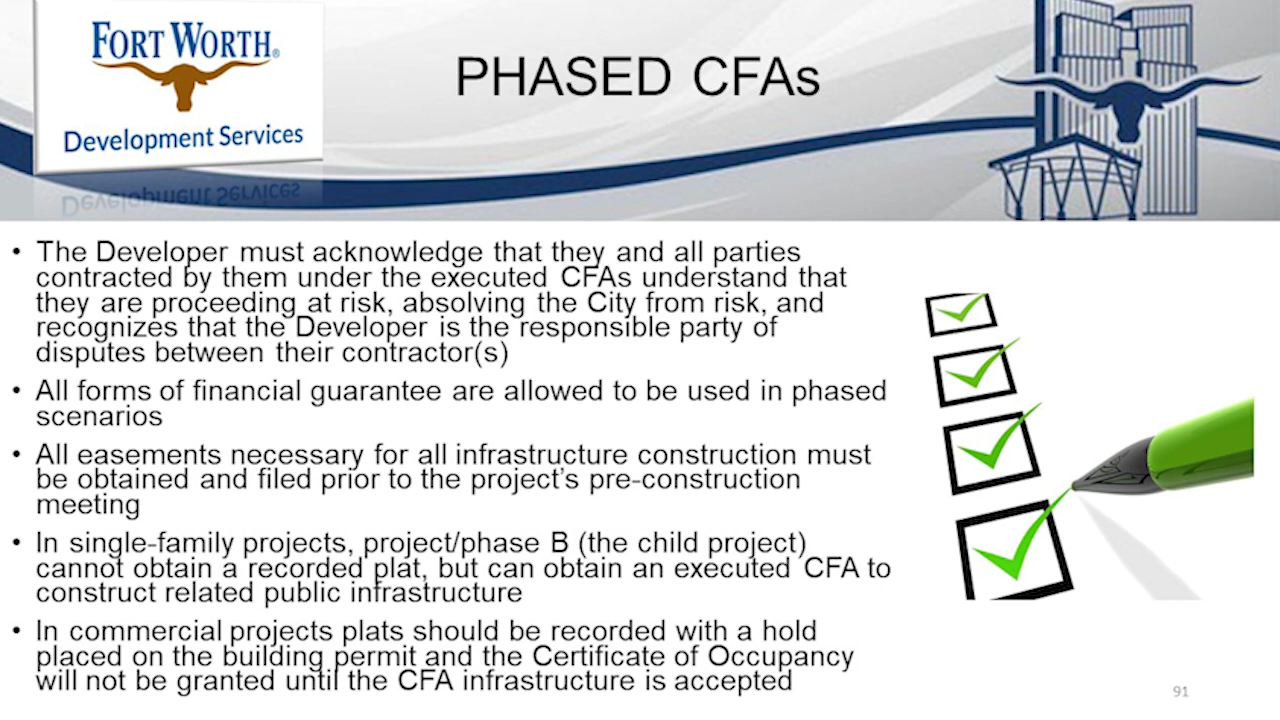 FORT WORTH®
Development Services
PHASED CFAs
• The Developer must acknowledge that they and all parties
contracted by them under the executed CFAs understand that
they are proceeding at risk, absolving the City from risk, and
recognizes that the Developer is the responsible party of
disputes between their contractor(s)
• All forms of financial guarantee are allowed to be used in phased
scenarios
• All easements necessary for all infrastructure construction must
be obtained and filed prior to the project’s pre-construction
meeting
• In single-family projects, project/phase B (the child project)
cannot obtain a recorded plat, but can obtain an executed CFA to
construct related public infrastructure
• In commercial projects plats should be recorded with a hold
placed on the building permit and the Certificate of Occupancy
will not be granted until the CFA infrastructure is accepted
91